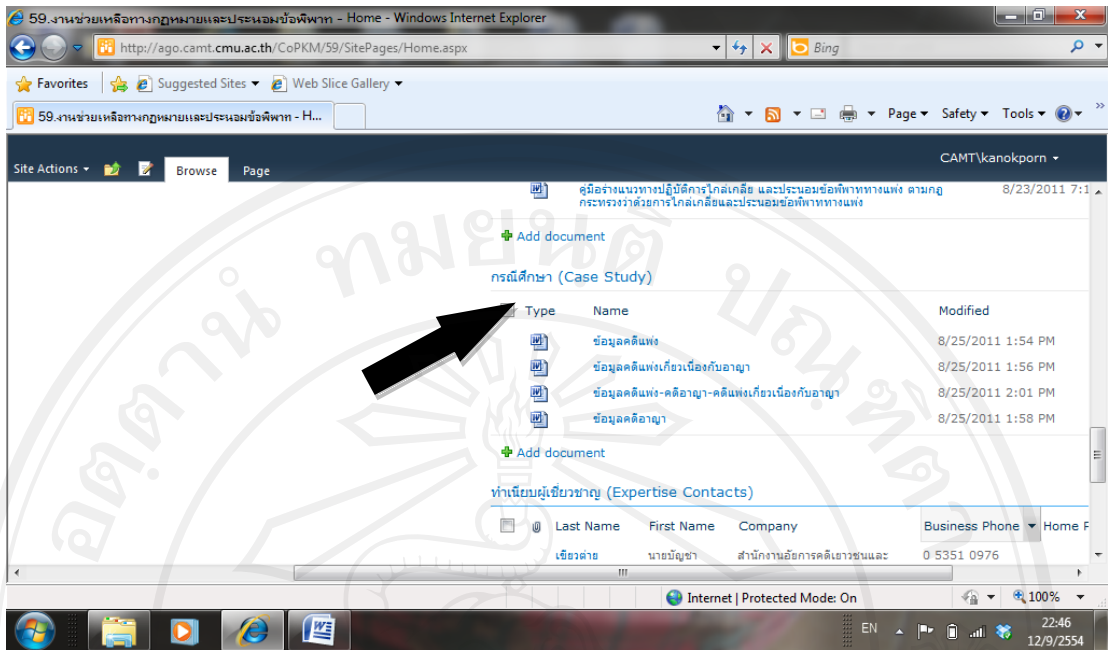 59.งานช่วยเหลือทางกฏหมายและประนอมข้อพิพาท - Home - Windows Internet Explorer
http://ago.camt.cmu.ac.th/CoPKM/59/SitePages/Home.aspx
Bing
Favorites
Suggested Sites
Web Slice Gallery
59.งานช่วยเหลือทางกฏหมายและประนอมข้อพิพาท - H...
Page
Safety
Tools
CAMT\kanokporn
Site Actions
Browse
Page
คู่มือร่างแนวทางปฏิบัติการไกล่เกลี่ย และประนอมข้อพิพาททางแพ่ง ตามกฎ 8/23/2011 7:1
กระทรวงว่าด้วยการไกล่เกลี่ยและประนอมข้อพิพาททางแพ่ง
Add document
กรณีศึกษา (Case Study)
Type Name Modified
ข้อมูลคดีแพ่ง 8/25/2011 1:54 PM
ข้อมูลคดีแพ่งเกี่ยวเนื่องกับอาญา 8/25/2011 1:56 PM
ข้อมูลคดีแพ่ง-คดีอาญา-คดีแพ่งเกี่ยวเนื่องกับอาญา 8/25/2011 2:01 PM
ข้อมูลคดีอาญา 8/25/2011 1:58 PM
Add document
ทำเนียบผู้เชี่ยวชาญ (Expertise Contacts)
Last Name First Name Company Business Phone Home P
เขียวต่าย นายบัญชา สำนักงานอัยการคดีเยาวชนและ 0 5351 0976
Internet | Protected Mode: On
100%
EN
22:46
12/9/2554